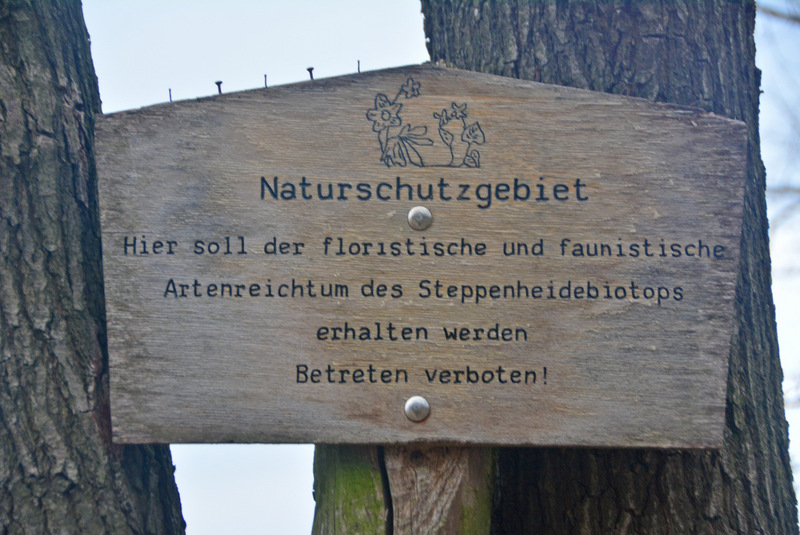 Naturschutzgebiet
Hier soll der floristische und faunistische
Artenreichtum des Steppenheidebiotops
erhalten werden
Betreten verboten!